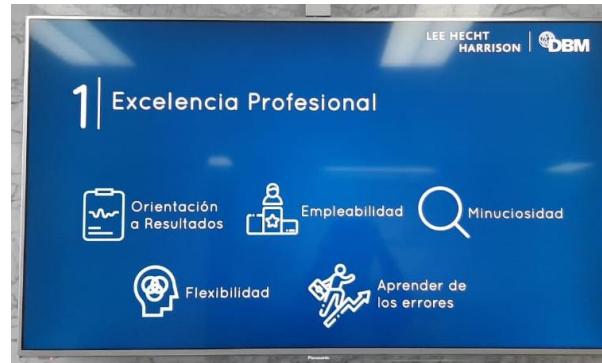 LEE HECHT
HARRISON
DBM
1
Excelencia Profesional
Orientación
a Resultados
Empleabilidad
Minuciosidad
Flexibilidad
Aprender de
los errores
Panasonic